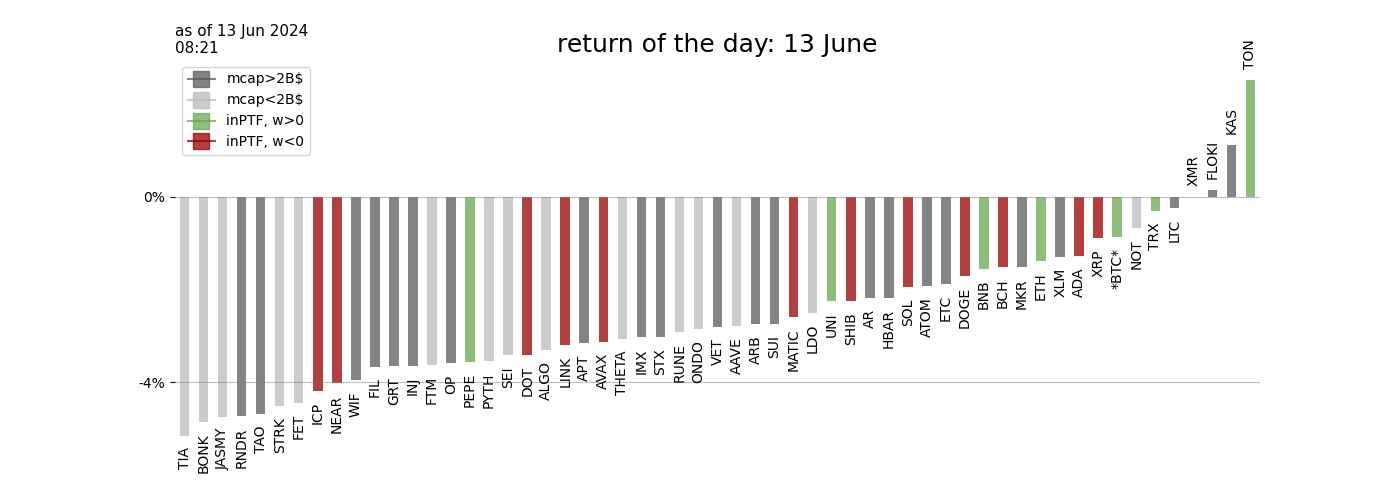 as of 13 Jun 2024
08:21
return of the day: 13 June
mcap>2B$
mcap<2B$
inPTF, w>0
inPTF, w<0
0%
-4%
TIA
BONK
JASMY
RNDR
TAO
STRK
FET
ICP
NEAR
WIF
FIL
GRT
INJ
FTM
OP
PEPE
PYTH
SEI
DOT
ALGO
LINK
APT
AVAX
THETA
IMX
STX
RUNE
ONDO
VET
AAVE
ARB
SUI
MATIC
LDO
UNI
SHIB
AR
HBAR
SOL
ATOM
ETC
DOGE
BNB
BCH
MKR
ETH
XLM
ADA
XRP
*BTC*
NOT
TRX
LTC
XMR
FLOKI
KAS
TON